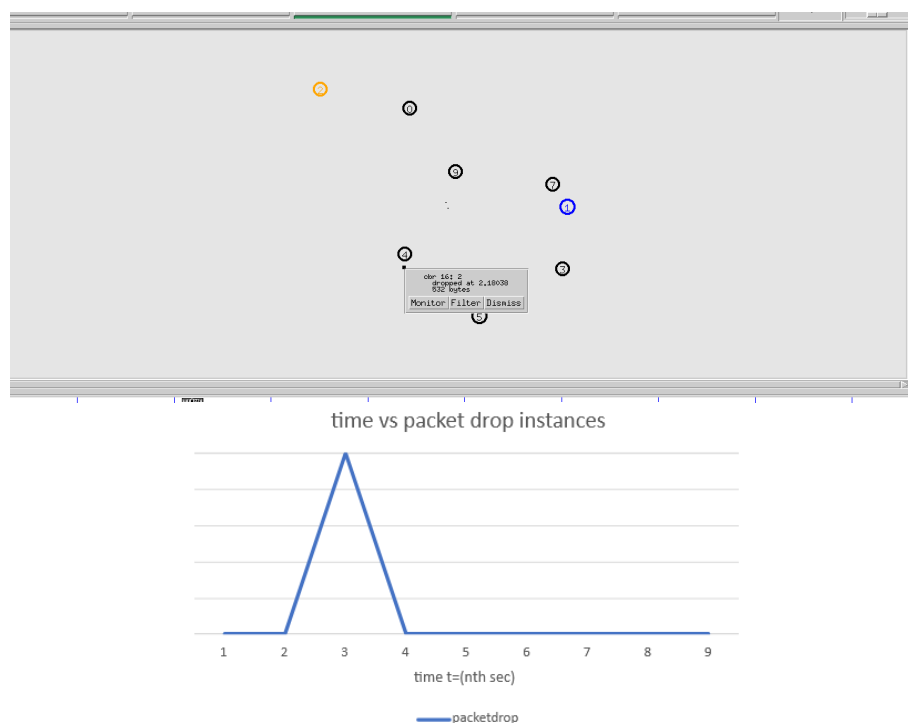 2
0
9
7
1
4
3
cbr 16: 2
dropped at 2.18038
532 bytes
Monitor Filter Dismiss
5
time vs packet drop instances
1 2 3 4 5 6 7 8 9
time t=(nth sec)
packetdrop